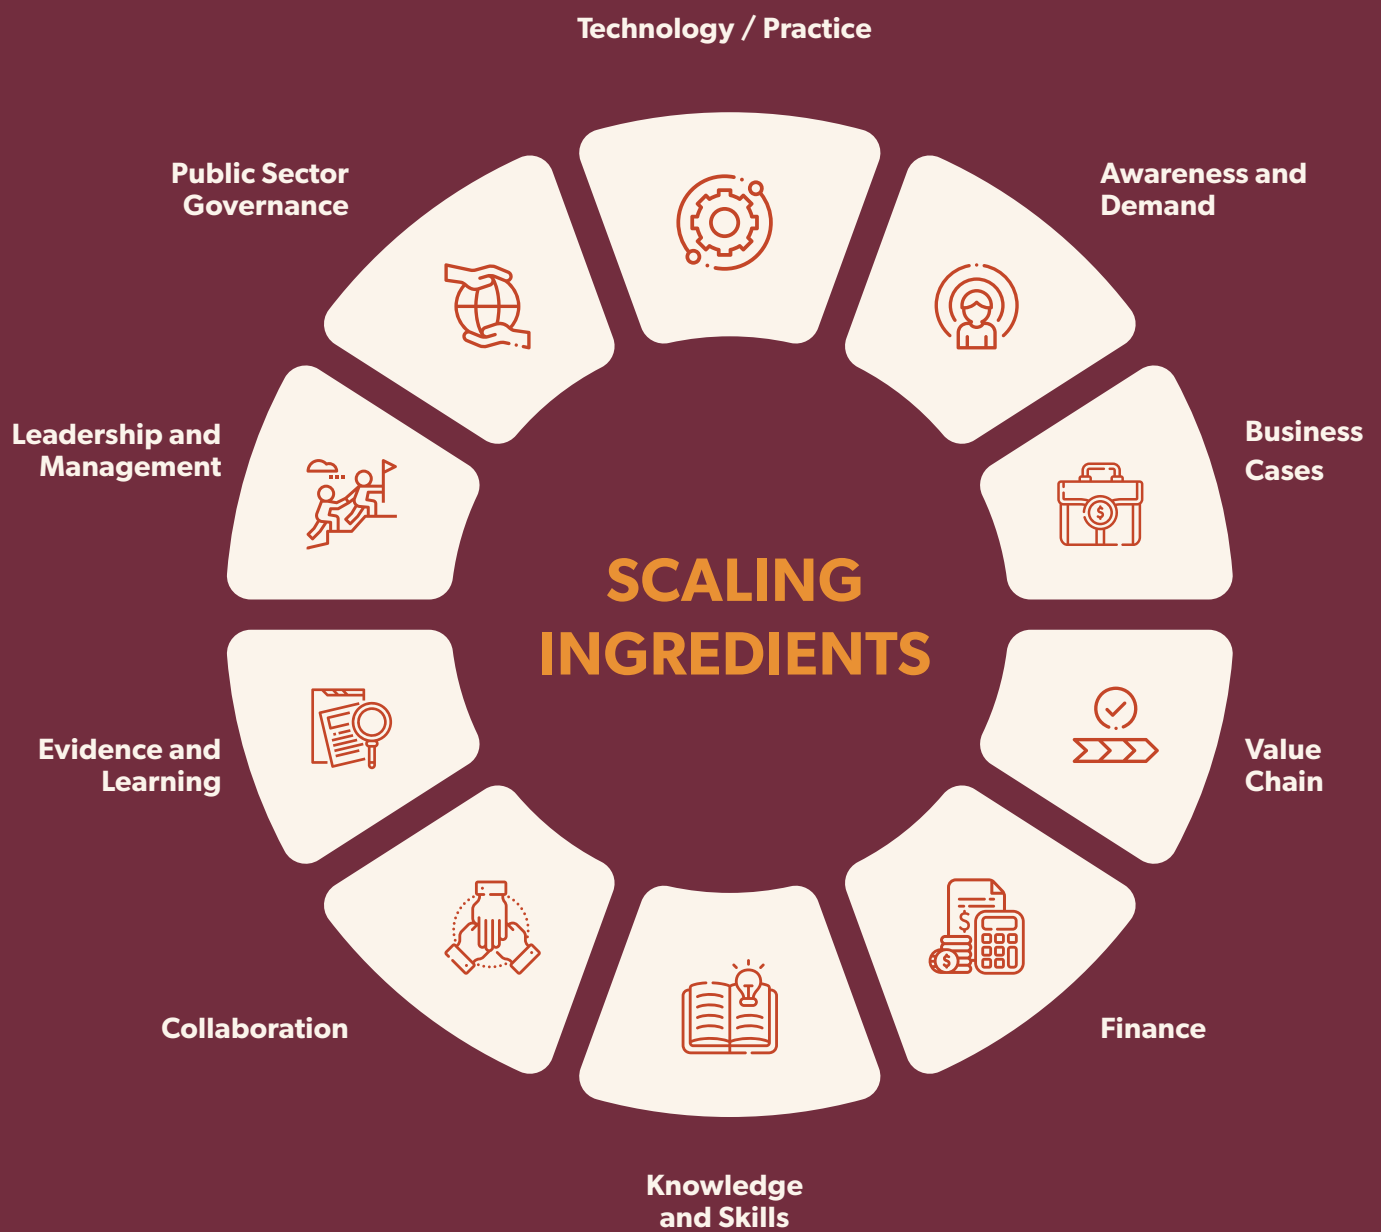 Technology / Practice
Public Sector
Governance
Awareness and
Demand
Leadership and
Management
Business
Cases
SCALING
INGREDIENTS
Evidence and
Learning
Value
Chain
Collaboration
Finance
Knowledge
and Skills